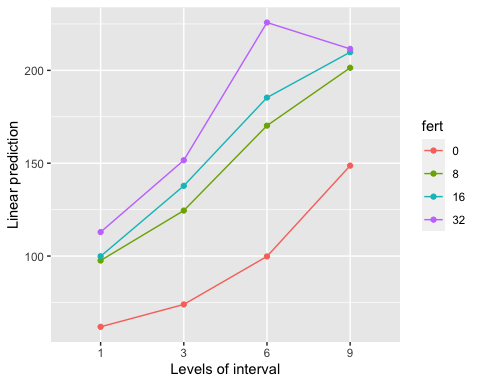 200
150
100
Linear prediction
1 3 6 9
Levels of interval
fert
0
8
16
32